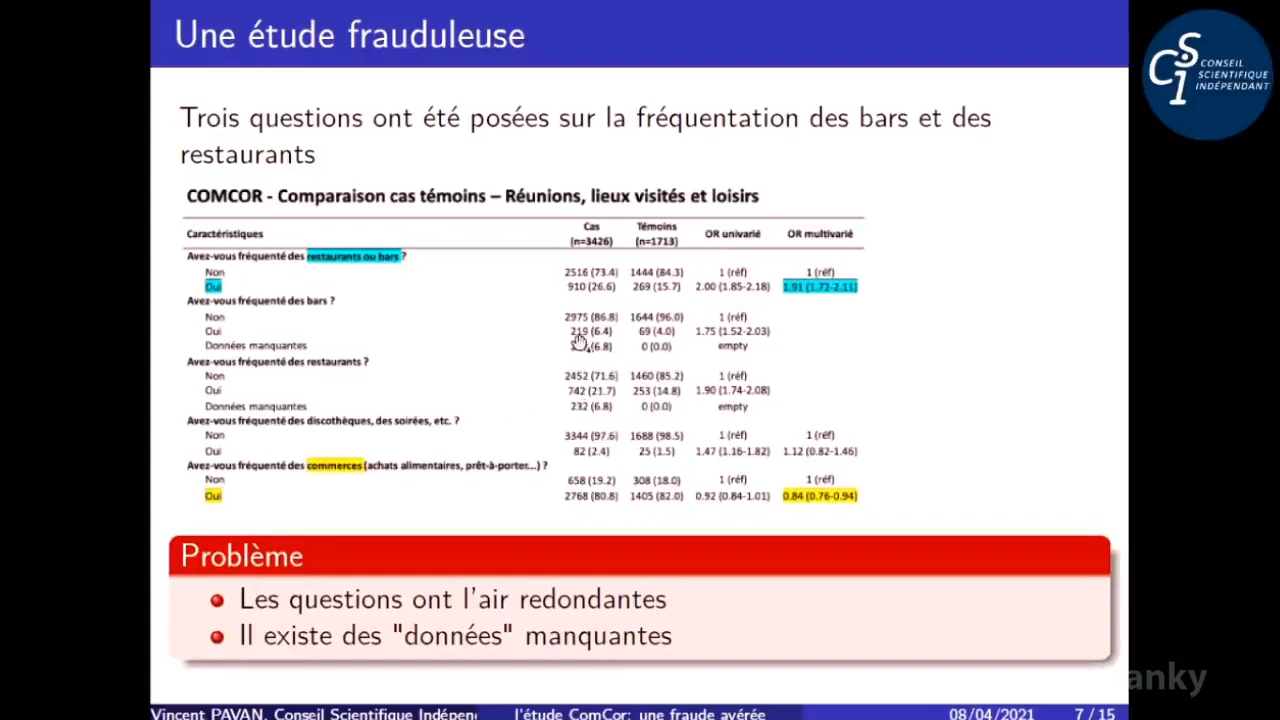 Une étude frauduleuse
CSI
CONSEIL
SCIENTIFIQUE
INDÉPENDANT
Trois questions ont été posées sur la fréquentation des bars et des
restaurants
COMCOR - Comparaison cas témoins – Réunions, lieux visités et loisirs
Caractéristiques Cas (n=3426) Témoins (n=1713) OR univarié OR multivarié
Avez-vous fréquenté des restaurants ou bars ?
Non 2516 (73.4) 1444 (84.3) 1 (réf) 1 (réf)
Oui 910 (26.6) 269 (15.7) 2.00 (1.85-2.18) 1.91 (1.72-2.11)
Avez-vous fréquenté des bars ?
Non 2975 (86.8) 1644 (96.0) 1 (réf)
Oui 219 (6.4) 69 (4.0) 1.75 (1.52-2.03)
Données manquantes (6.8) 0 (0.0) empty
Avez-vous fréquenté des restaurants ?
Non 2452 (71.6) 1460 (85.2) 1 (réf)
Oui 742 (21.7) 253 (14.8) 1.90 (1.74-2.08)
Données manquantes 232 (6.8) 0 (0.0) empty
Avez-vous fréquenté des discothèques, des soirées, etc. ?
Non 3344 (97.6) 1688 (98.5) 1 (réf) 1 (réf)
Oui 82 (2.4) 25 (1.5) 1.47 (1.16-1.82) 1.12 (0.82-1.46)
Avez-vous fréquenté des commerces (achats alimentaires, prêt-à-porter...) ?
Non 658 (19.2) 308 (18.0) 1 (réf) 1 (réf)
Oui 2768 (80.8) 1405 (82.0) 0.92 (0.84-1.01) 0.84 (0.76-0.94)
Problème
Les questions ont l'air redondantes
Il existe des "données" manquantes
anky
Vincent PAVAN, Conseil Scientifique Indépen l'étude ComCor: une fraude avérée 08/04/2021 7 / 15